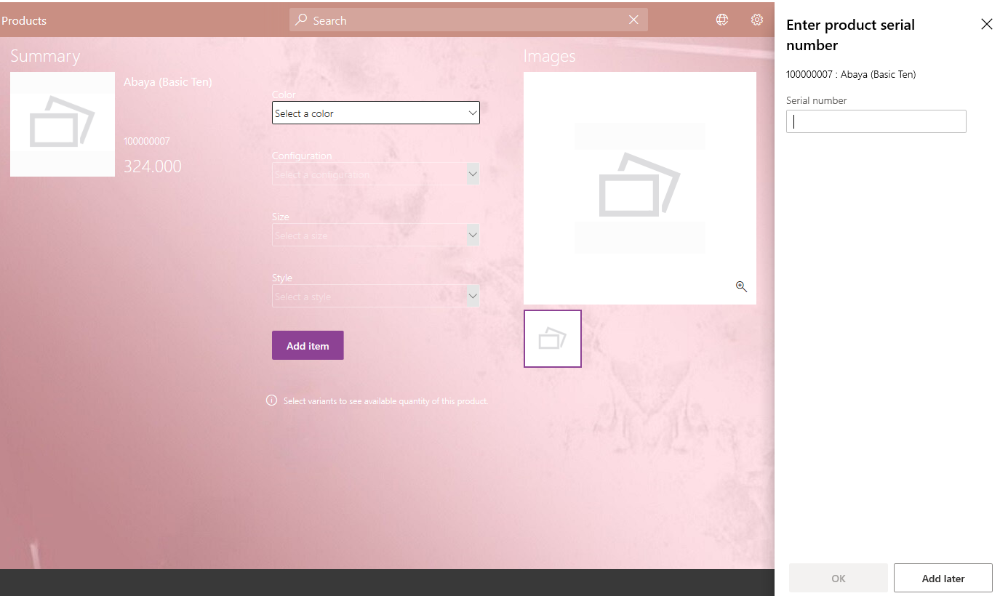 Products
Search
Summary
Abaya (Basic Ten)
100000007
324.000
Color
Select a color
Configuration
Select a configuration
Size
Select a size
Style
Select a style
Add item
Select variants to see available quantity of this product.
Images
Enter product serial
number
100000007 : Abaya (Basic Ten)
Serial number
OK
Add later